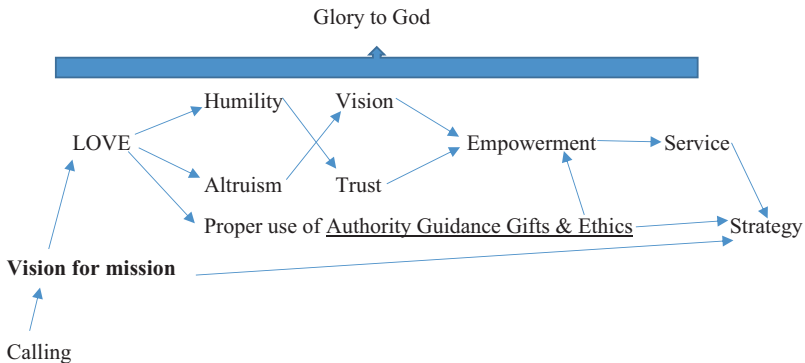 Glory to God
Humility Vision
LOVE Empowerment Service
Altruism Trust
Proper use of Authority Guidance Gifts & Ethics Strategy
Vision for mission
Calling